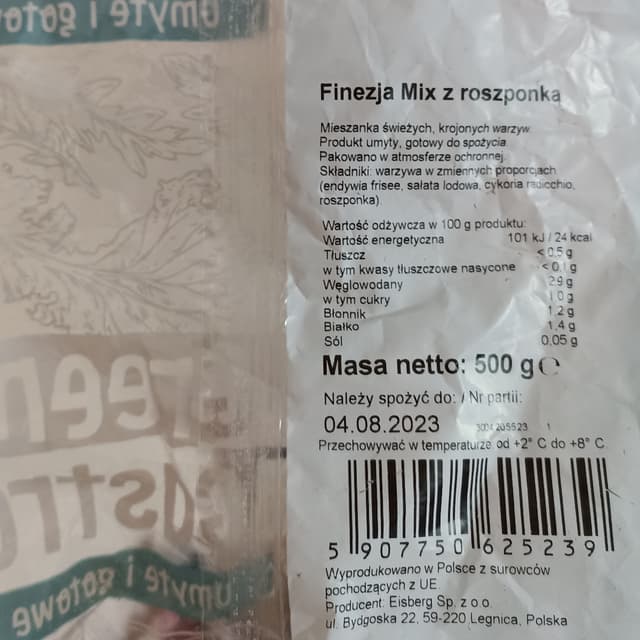 umyte i gotowe
Finezja Mix z roszponką
Mieszanka świeżych, krojonych warzyw.
Produkt umyty, gotowy do spożycia.
Pakowano w atmosferze ochronnej.
Składniki: warzywa w zmiennych proporcjach
(endywia frisee, sałata lodowa, cykoria radicchio,
roszponka).
Wartość odżywcza w 100 g produktu:
Wartość energetyczna 101 kJ / 24 kcal
Tłuszcz <0,5 g
w tym kwasy tłuszczowe nasycone <0,1 g
Węglowodany 2,9 g
w tym cukry 1,0 g
Błonnik 1,2 g
Białko 1,4 g
Sól 0,05 g
Masa netto: 500 g ℮
Należy spożyć do: / Nr partii:
04.08.2023
Przechowywać w temperaturze od +2° C do +8° C
5 907750 625239
Wyprodukowano w Polsce z surowców
pochodzących z UE.
Producent: Eisberg Sp. z o.o.
ul. Bydgoska 22, 59-220 Legnica, Polska
reen
astro
umyte i gotowe